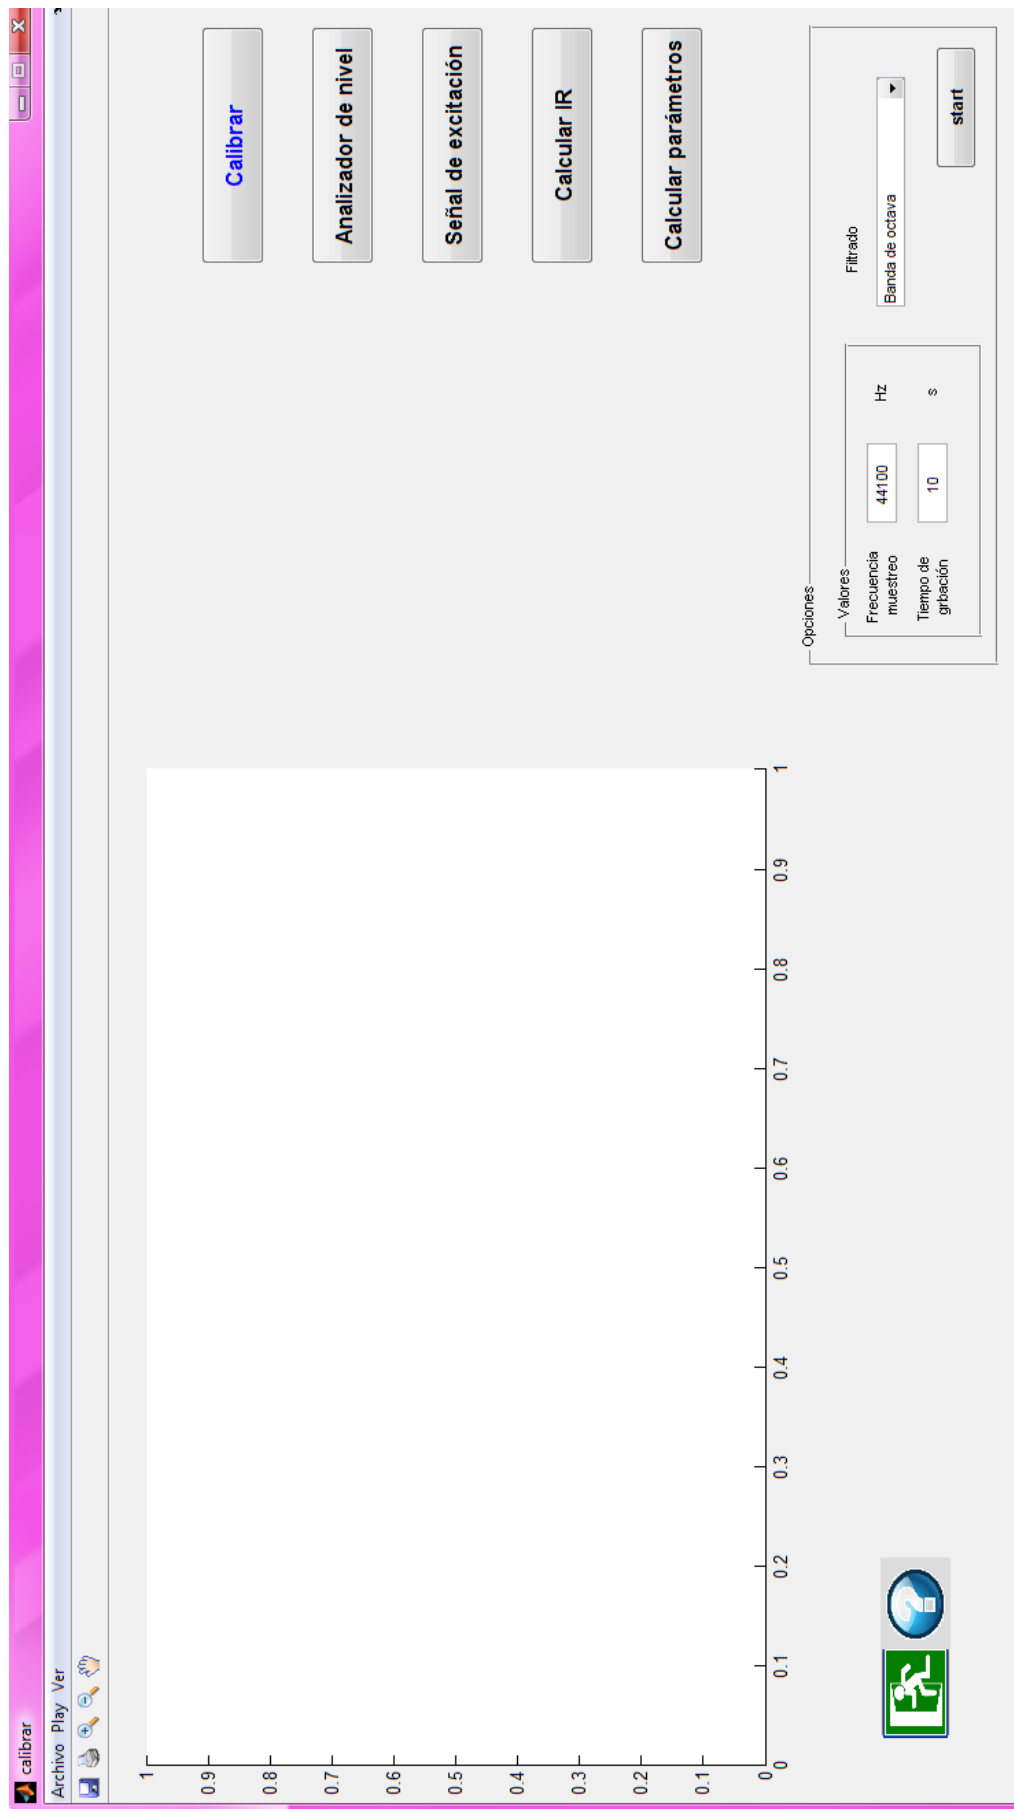 calibrar
Archivo Play Ver
Calibrar
Analizador de nivel
Señal de excitación
Calcular IR
Calcular parámetros
1
0.9
0.8
0.7
0.6
0.5
0.4
0.3
0.2
0.1
0
0 0.1 0.2 0.3 0.4 0.5 0.6 0.7 0.8 0.9 1
Opciones
Valores
Frecuencia
muestreo
44100
Hz
Tiempo de
grbación
10
s
Filtrado
Banda de octava
start